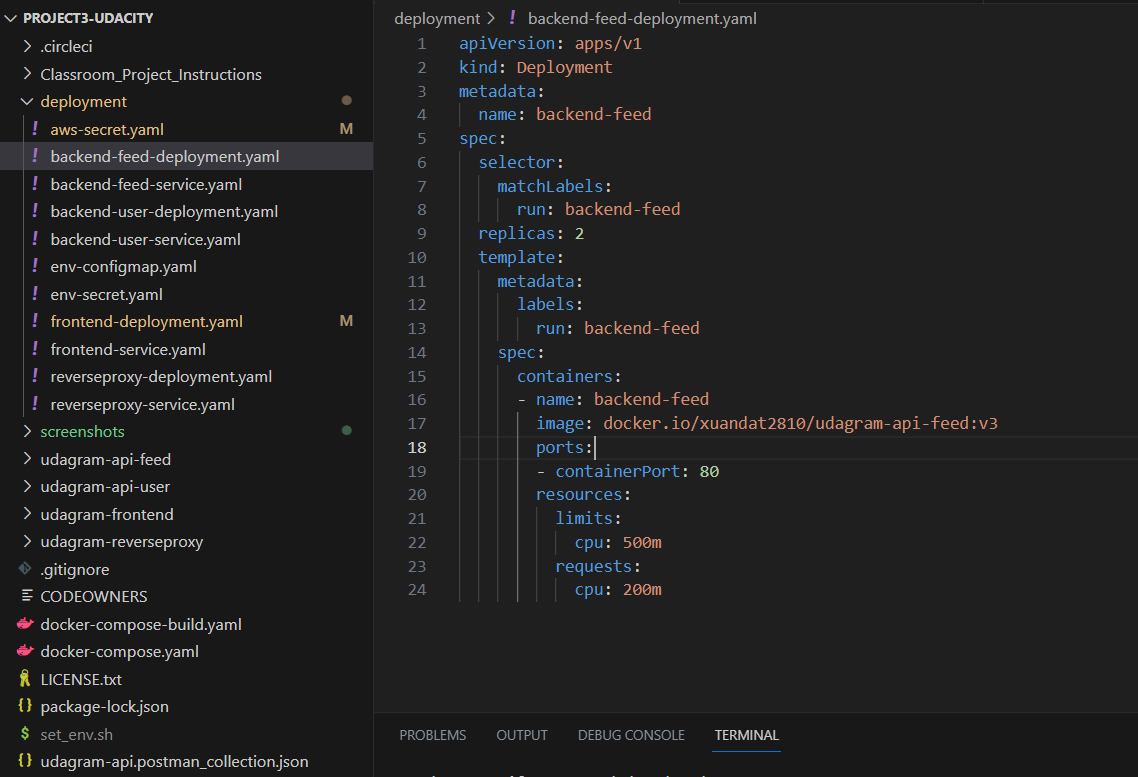 PROJECT3-UDACITY
.circleci
Classroom_Project_Instructions
deployment
! aws-secret.yaml M
! backend-feed-deployment.yaml
! backend-feed-service.yaml
! backend-user-deployment.yaml
! backend-user-service.yaml
! env-configmap.yaml
! env-secret.yaml
! frontend-deployment.yaml M
! frontend-service.yaml
! reverseproxy-deployment.yaml
! reverseproxy-service.yaml
screenshots
udagram-api-feed
udagram-api-user
udagram-frontend
udagram-reverseproxy
.gitignore
CODEOWNERS
docker-compose-build.yaml
docker-compose.yaml
LICENSE.txt
{} package-lock.json
$ set_env.sh
{} udagram-api.postman_collection.json
deployment > ! backend-feed-deployment.yaml
1 apiVersion: apps/v1
2 kind: Deployment
3 metadata:
4   name: backend-feed
5 spec:
6   selector:
7     matchLabels:
8       run: backend-feed
9   replicas: 2
10   template:
11     metadata:
12       labels:
13         run: backend-feed
14     spec:
15       containers:
16       - name: backend-feed
17         image: docker.io/xuandat2810/udagram-api-feed:v3
18         ports:
19         - containerPort: 80
20         resources:
21           limits:
22             cpu: 500m
23           requests:
24             cpu: 200m
PROBLEMS OUTPUT DEBUG CONSOLE TERMINAL